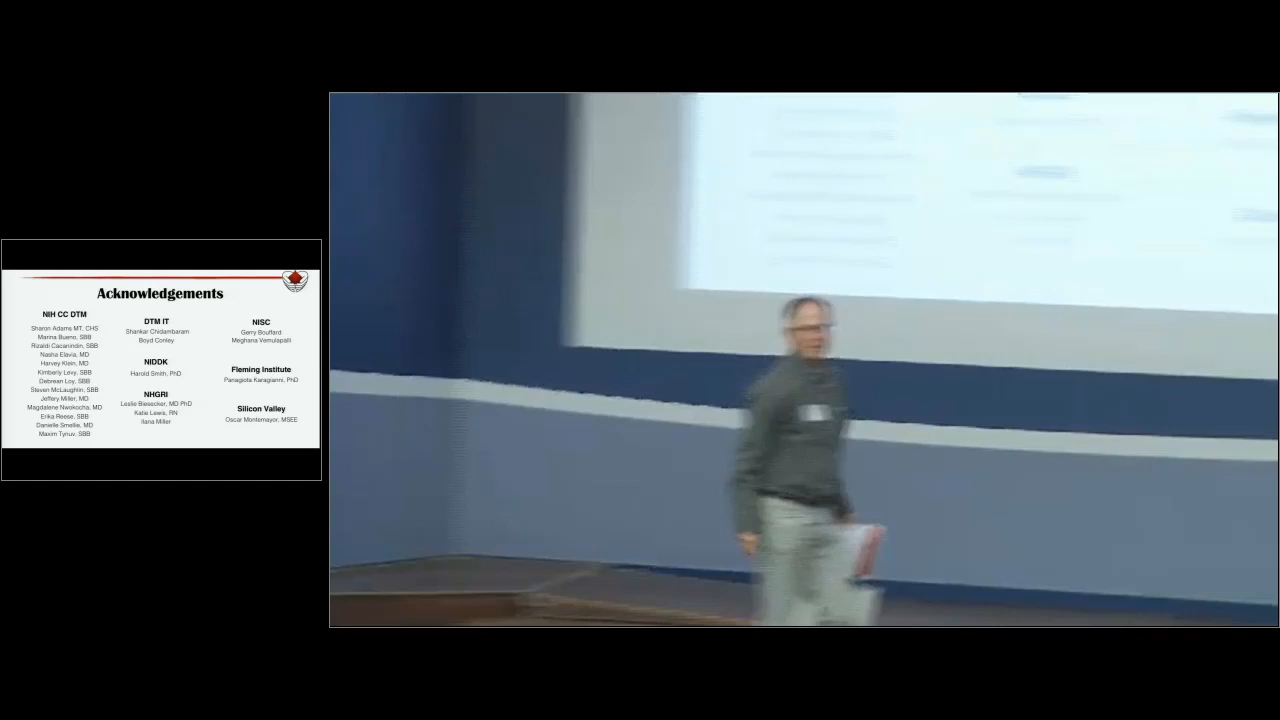 Acknowledgements
NIH CC DTM
Sharon Adams MT, CHS
Marina Bueno, SBB
Rizaldi Cacanindin, SBB
Nasha Elavia, MD
Harvey Klein, MD
Kimberly Levy, SBB
Debrean Loy, SBB
Steven McLaughlin, SBB
Jeffery Miller, MD
Magdalene Nwokocha, MD
Erika Reese, SBB
Danielle Smellie, MD
Maxim Tynuv, SBB
DTM IT
Shankar Chidambaram
Boyd Conley
NIDDK
Harold Smith, PhD
NHGRI
Leslie Biesecker, MD PhD
Katie Lewis, RN
Ilana Miller
NISC
Gerry Bouffard
Meghana Vemulapalli
Fleming Institute
Panagiota Karagianni, PhD
Silicon Valley
Oscar Montemayor, MSEE